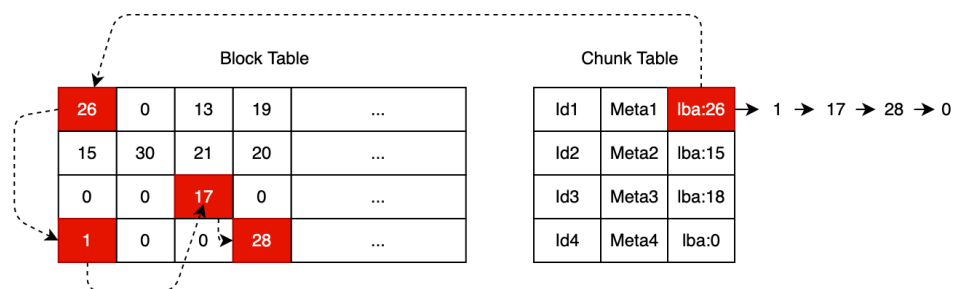 Block Table Chunk Table
26 0 13 19 ... Id1 Meta1 lba:26 1 17 28 0
15 30 21 20 ... Id2 Meta2 lba:15
0 0 17 0 ... Id3 Meta3 lba:18
1 0 0 28 ... Id4 Meta4 lba:0